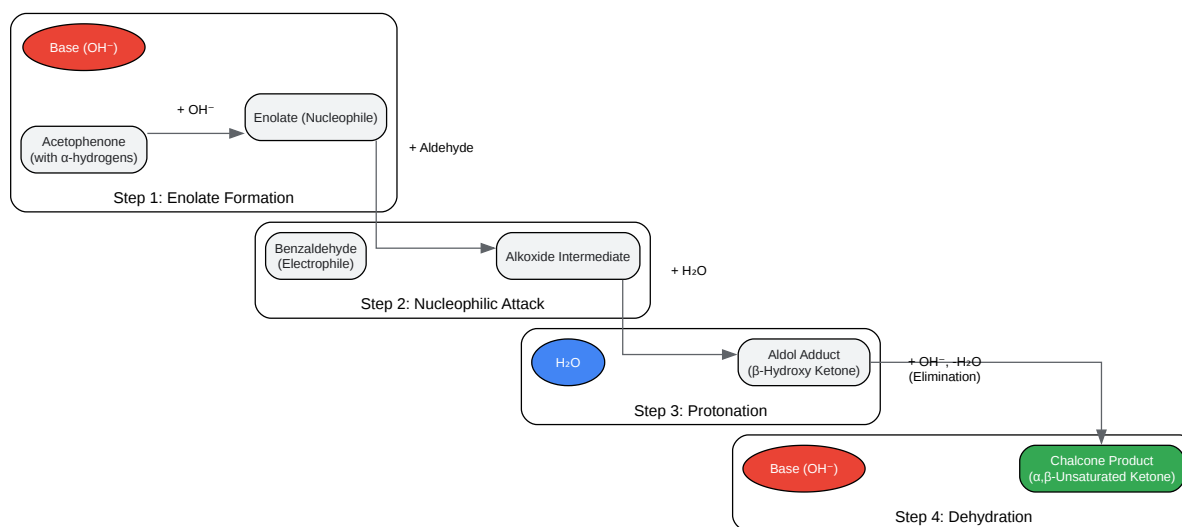 Base (OH⁻)
+ OH⁻
Enolate (Nucleophile)
Acetophenone
(with α-hydrogens)
+ Aldehyde
Step 1: Enolate Formation
Benzaldehyde
(Electrophile)
Alkoxide Intermediate
+ H₂O
Step 2: Nucleophilic Attack
H₂O
Aldol Adduct
(β-Hydroxy Ketone)
+ OH⁻, -H₂O
(Elimination)
Step 3: Protonation
Base (OH⁻)
Chalcone Product
(α,β-Unsaturated Ketone)
Step 4: Dehydration